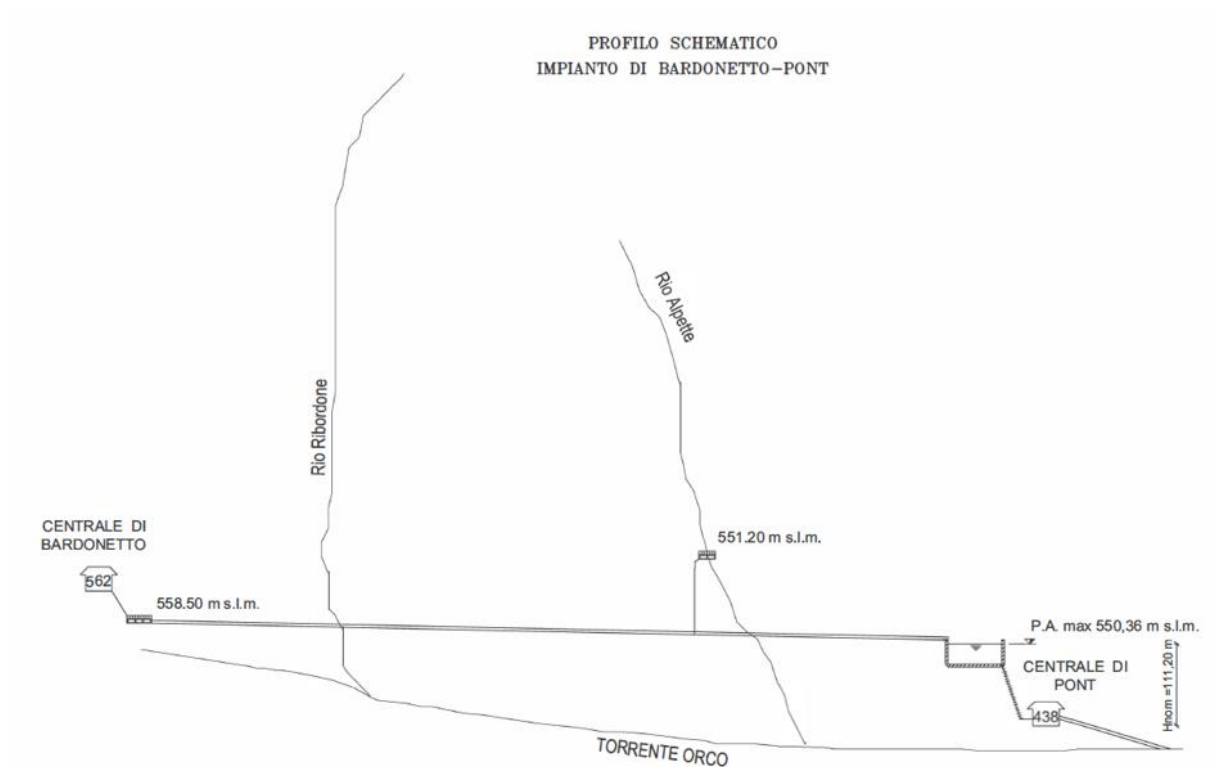 PROFILO SCHEMATICO
IMPIANTO DI BARDONETTO-PONT
Rio Ribordone
Rio Alpette
CENTRALE DI
BARDONETTO
562
558.50 m s.l.m.
551.20 m s.l.m.
P.A. max 550,36 m s.l.m.
CENTRALE DI
PONT
Hnom =111,20 m
438
TORRENTE ORCO